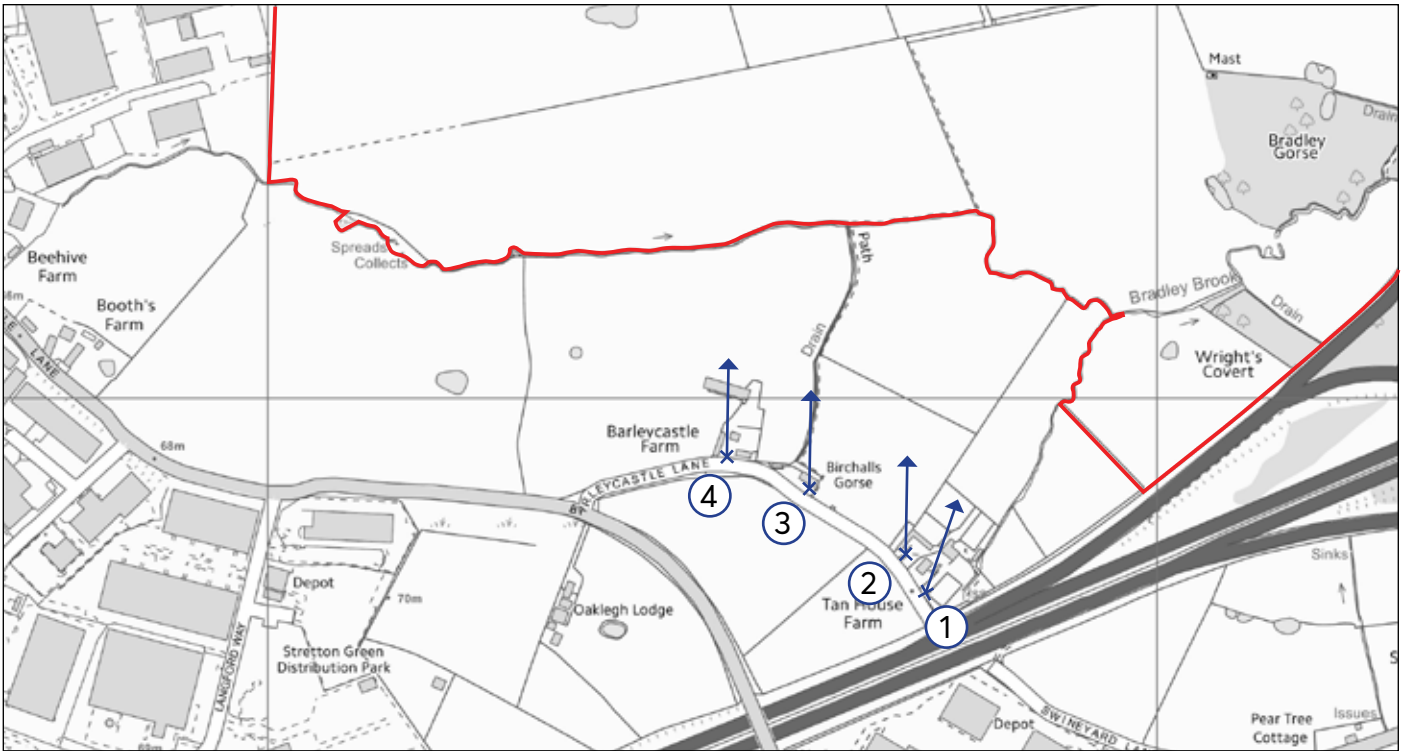 Mast
Drain
Bradley
Gorse
Path
Spreads
Collects
Beehive
Farm
Booth's
Farm
Bradley Brook
Drain
Wright's
Covert
LANE
Drain
68m
Barleycastle
Farm
BARLEYCASTLE LANE
4
Birchalls
Gorse
3
2
Tan House
Farm
1
Depot
70m
Oaklegh Lodge
Sinks
Stretton Green
Distribution Park
LANGFORD WAY
Depot
SWINEYARD LANE
Issues
Pear Tree
Cottage
69m